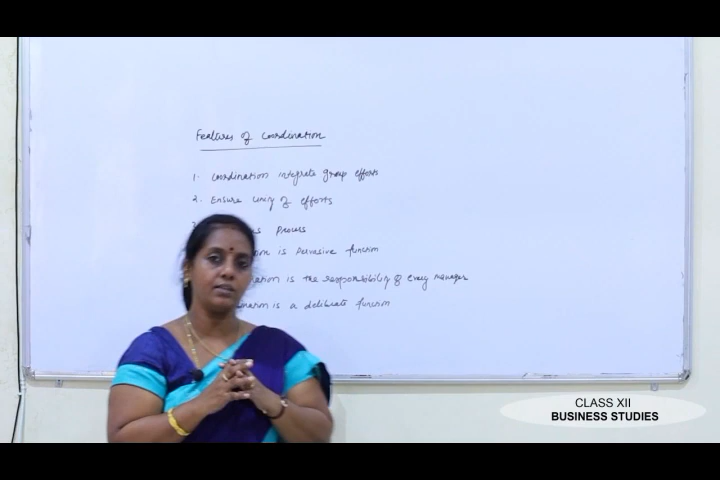 Features of Coordination
1. Coordination integrate group efforts
2. Ensure unity of efforts
Process
is Pervasive function
is the responsibility of every manager
is a deliberate function
CLASS XII
BUSINESS STUDIES